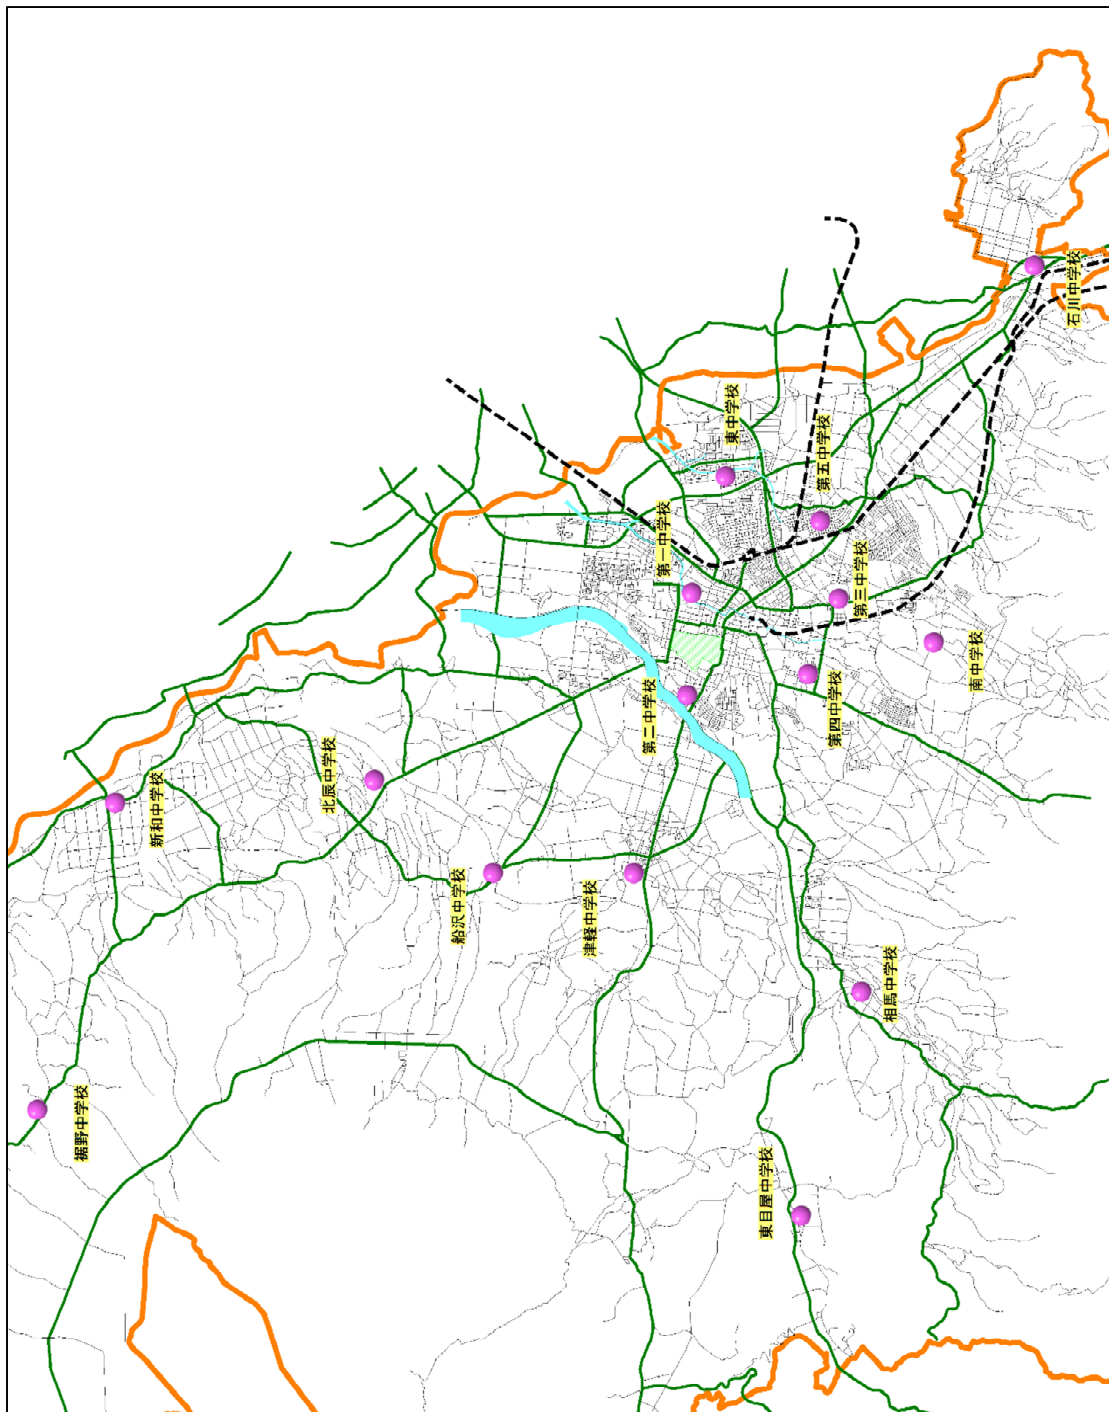 裾野中学校
新和中学校
北辰中学校
船沢中学校
津軽中学校
東目屋中学校
相馬中学校
第二中学校
第四中学校
第一中学校
第三中学校
南中学校
東中学校
第五中学校
石川中学校